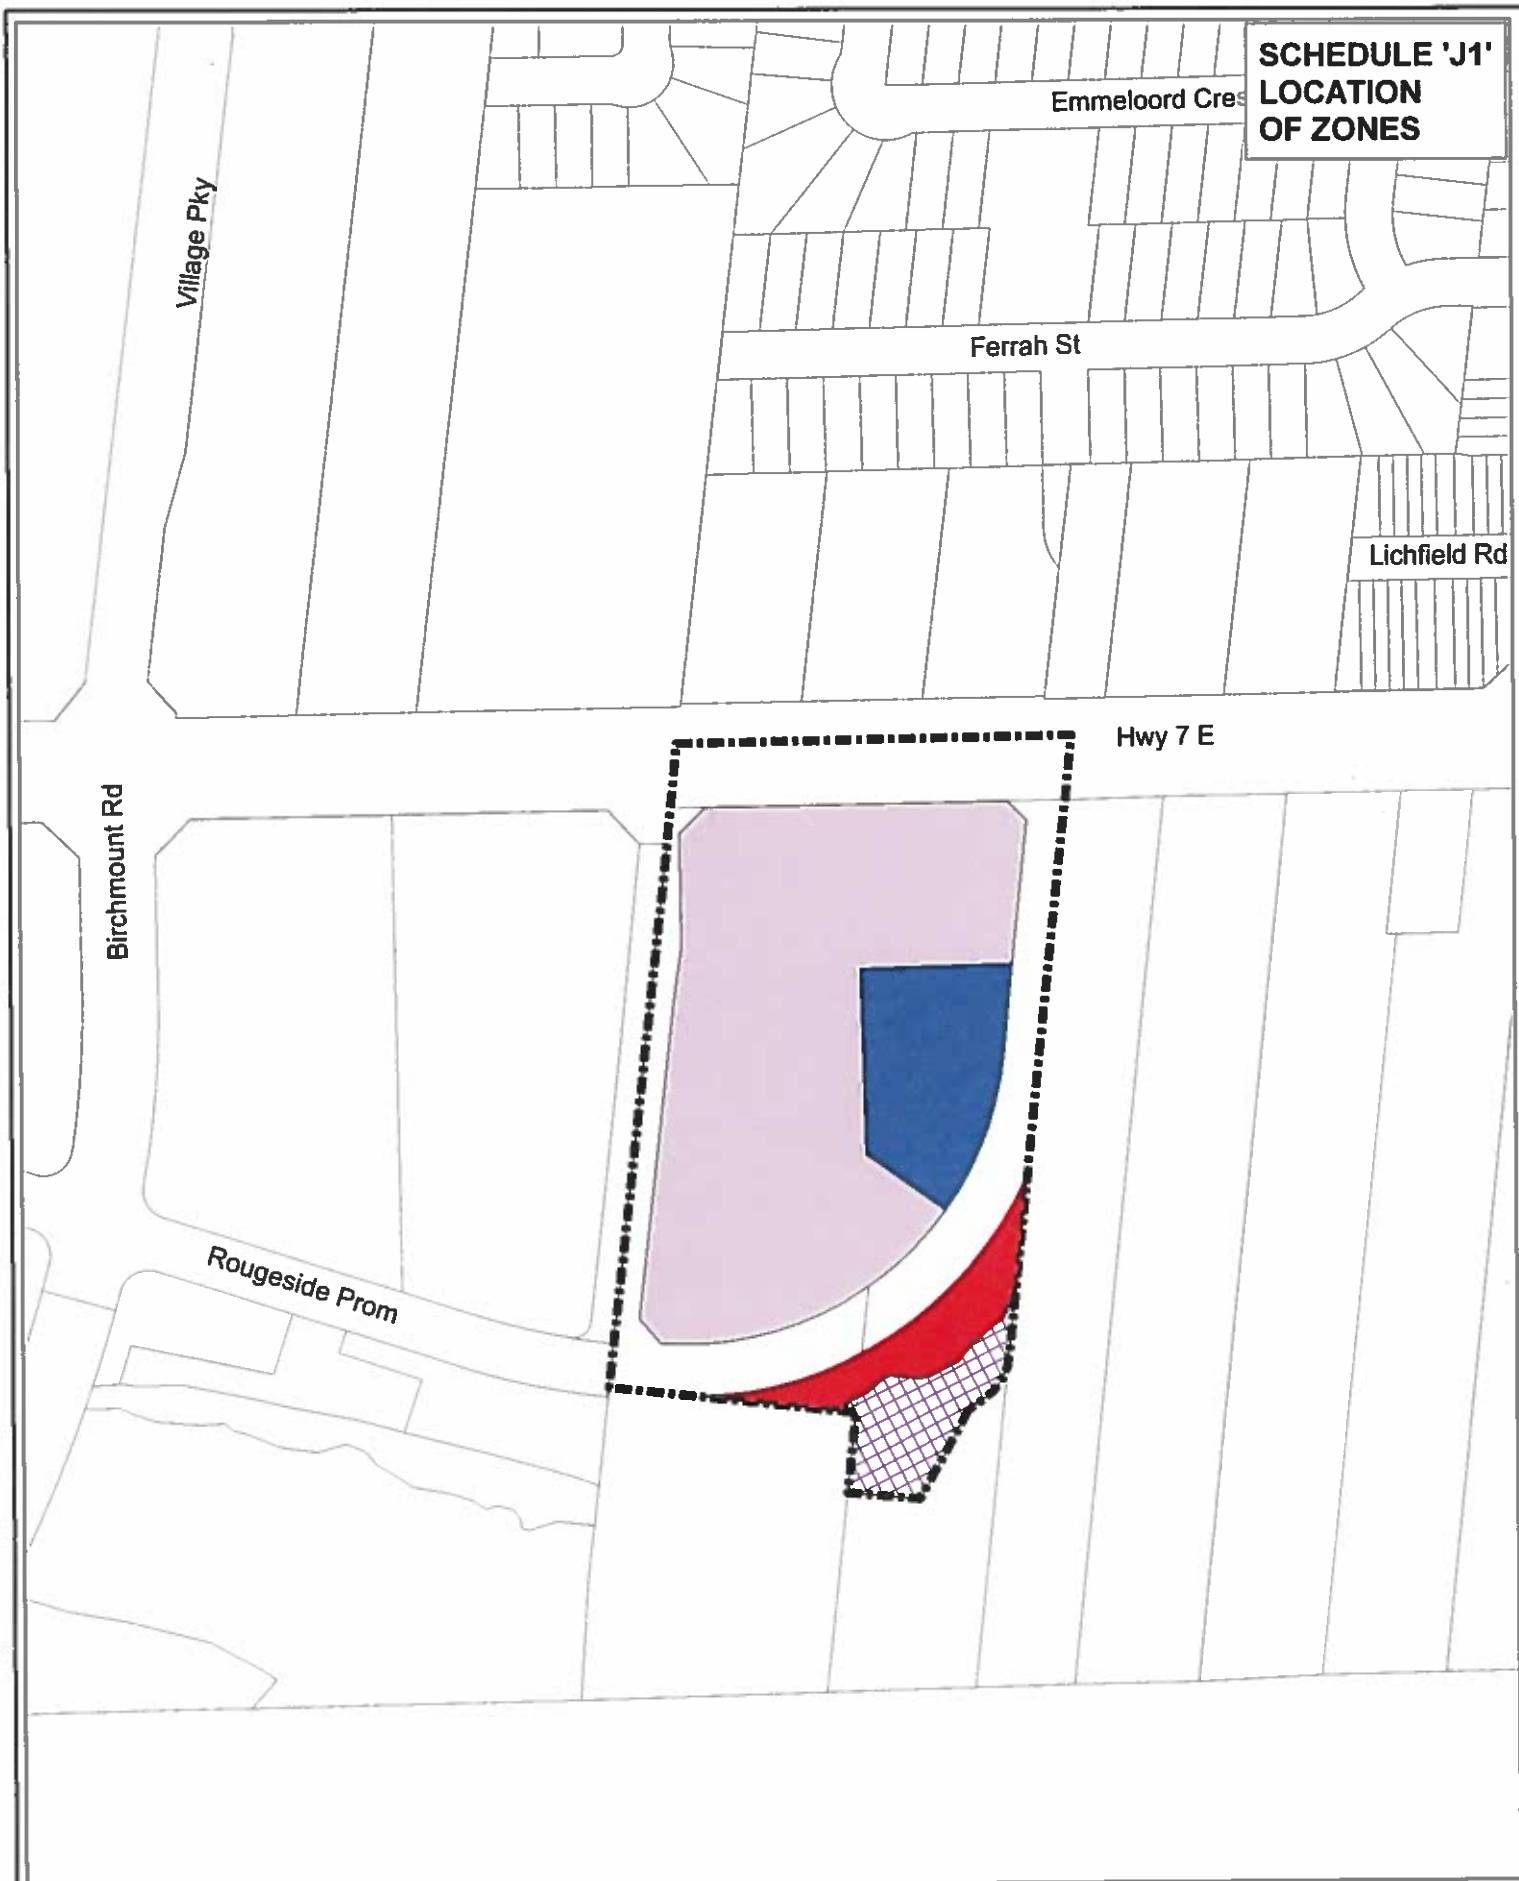 SCHEDULE 'J1'
LOCATION
OF ZONES
Emmeloord Cres
Village Pky
Ferrah St
Lichfield Rd
Hwy 7 E
Birchmount Rd
Rougeside Prom